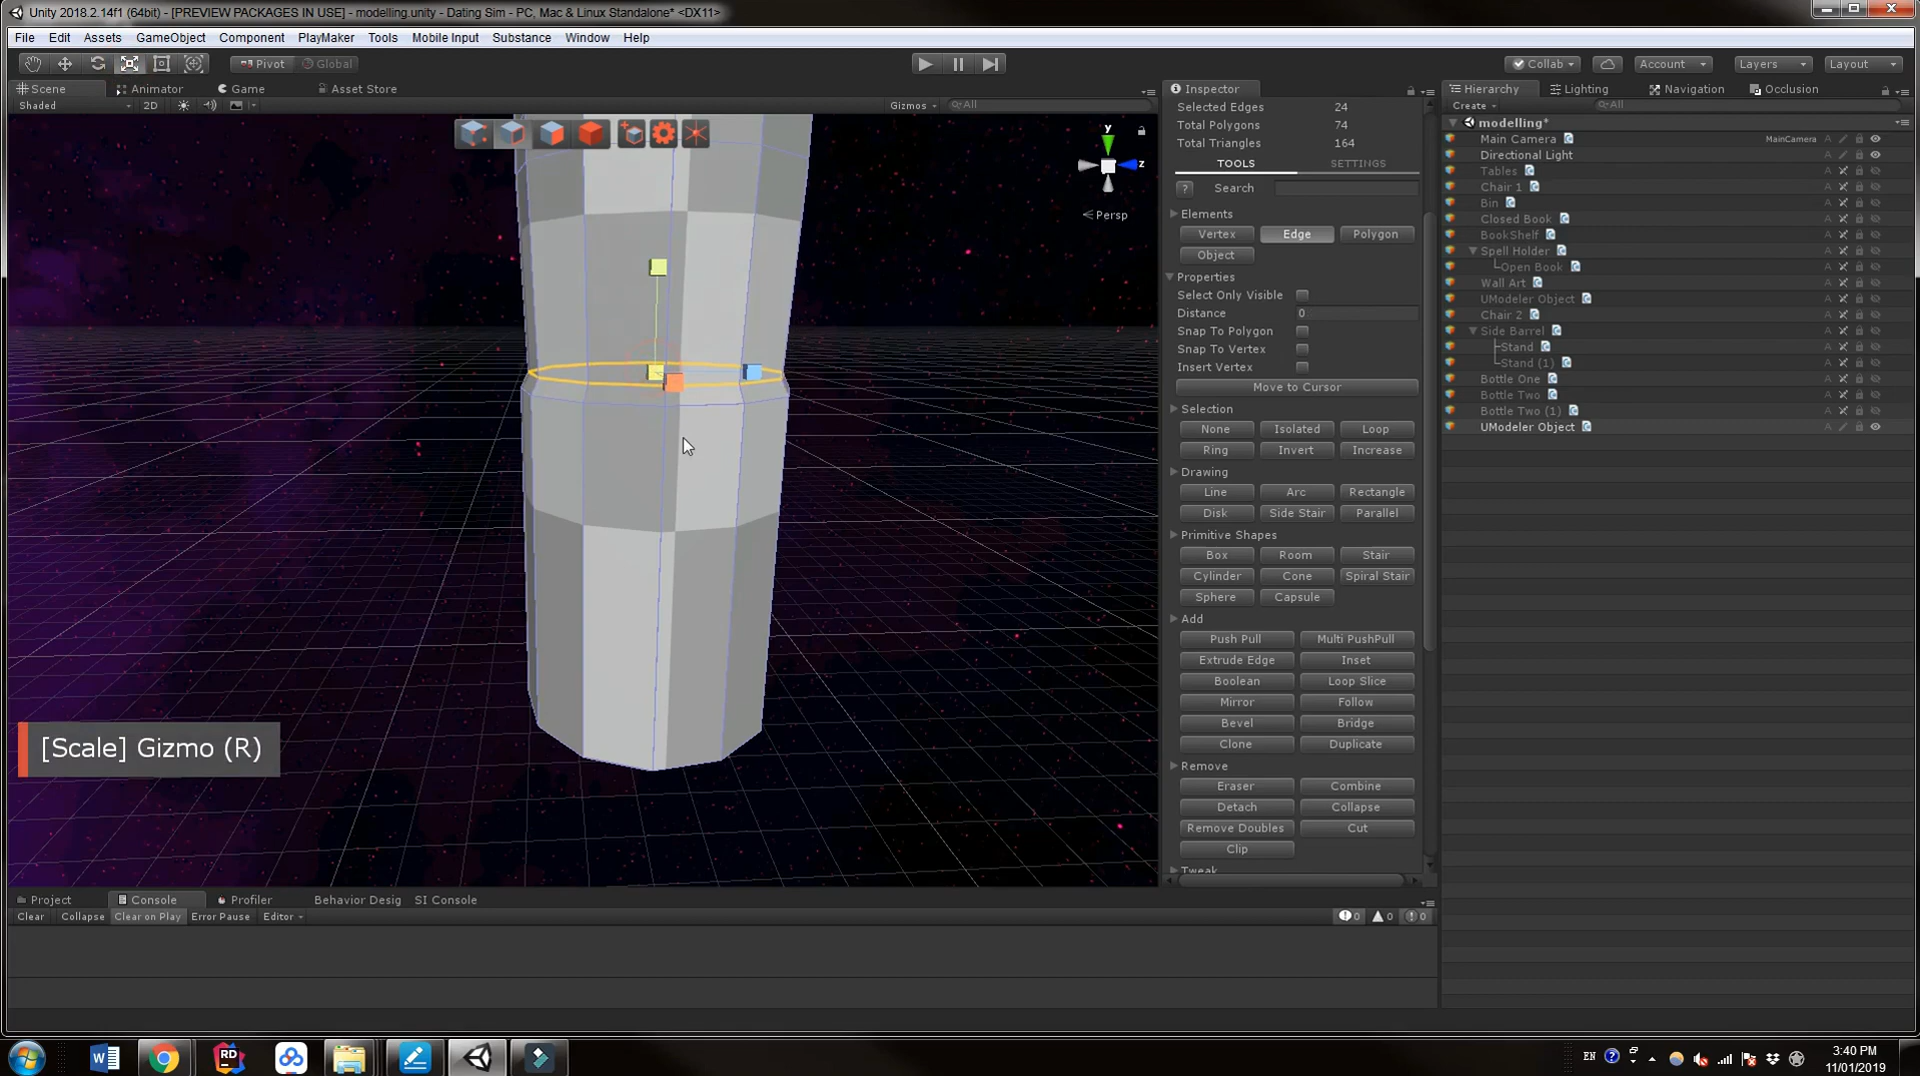 Unity 2018.2.14f1 (64bit) - [PREVIEW PACKAGES IN USE] - modelling.unity - Dating Sim - PC, Mac & Linux Standalone* <DX11>
File Edit Assets GameObject Component PlayMaker Tools Mobile Input Substance Window Help
Pivot Global Collab Account Layers Layout
Scene Animator Game Asset Store
Shaded 2D Gizmos All
y
z
Persp
[Scale] Gizmo (R)
Inspector
Selected Edges 24
Total Polygons 74
Total Triangles 164
TOOLS SETTINGS
? Search
Elements
Vertex Edge Polygon
Object
Properties
Select Only Visible
Distance 0
Snap To Polygon
Snap To Vertex
Insert Vertex
Move to Cursor
Selection
None Isolated Loop
Ring Invert Increase
Drawing
Line Arc Rectangle
Disk Side Stair Parallel
Primitive Shapes
Box Room Stair
Cylinder Cone Spiral Stair
Sphere Capsule
Add
Push Pull Multi PushPull
Extrude Edge Inset
Boolean Loop Slice
Mirror Follow
Bevel Bridge
Clone Duplicate
Remove
Eraser Combine
Detach Collapse
Remove Doubles Cut
Clip
Tweak
Hierarchy Lighting Navigation Occlusion
Create All
modelling*
Main Camera MainCamera A
Directional Light A
Tables A
Chair 1 A
Bin A
Closed Book A
BookShelf A
Spell Holder A
Open Book A
Wall Art A
UModeler Object A
Chair 2 A
Side Barrel A
Stand A
Stand (1) A
Bottle One A
Bottle Two A
Bottle Two (1) A
UModeler Object A
Project Console Profiler Behavior Desig SI Console
Clear Collapse Clear on Play Error Pause Editor 0 0 0
W RD EN ? 3:40 PM
11/01/2019